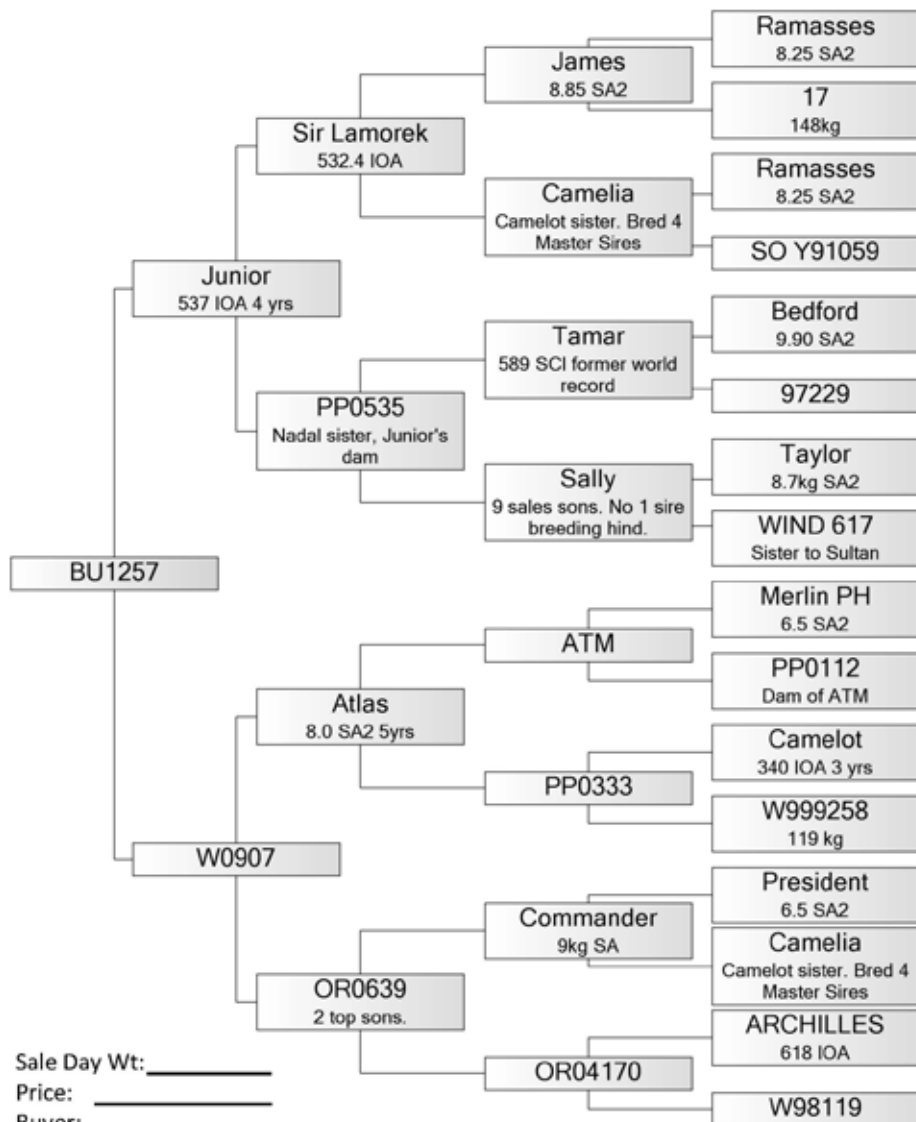 Ramasses
8.25 SA2
James
8.85 SA2
17
148kg
Sir Lamorek
532.4 IOA
Ramasses
8.25 SA2
Camelia
Camelot sister. Bred 4
Master Sires
SO Y91059
Junior
537 IOA 4 yrs
Bedford
9.90 SA2
Tamar
589 SCI former world
record
97229
PP0535
Nadal sister, Junior's
dam
Taylor
8.7kg SA2
Sally
9 sales sons. No 1 sire
breeding hind.
WIND 617
Sister to Sultan
BU1257
Merlin PH
6.5 SA2
ATM
PP0112
Dam of ATM
Atlas
8.0 SA2 5yrs
Camelot
340 IOA 3 yrs
PP0333
W999258
119 kg
W0907
President
6.5 SA2
Commander
9kg SA
Camelia
Camelot sister. Bred 4
Master Sires
OR0639
2 top sons.
ARCHILLES
618 IOA
OR04170
W98119
Sale Day Wt:
Price:
Buyer: